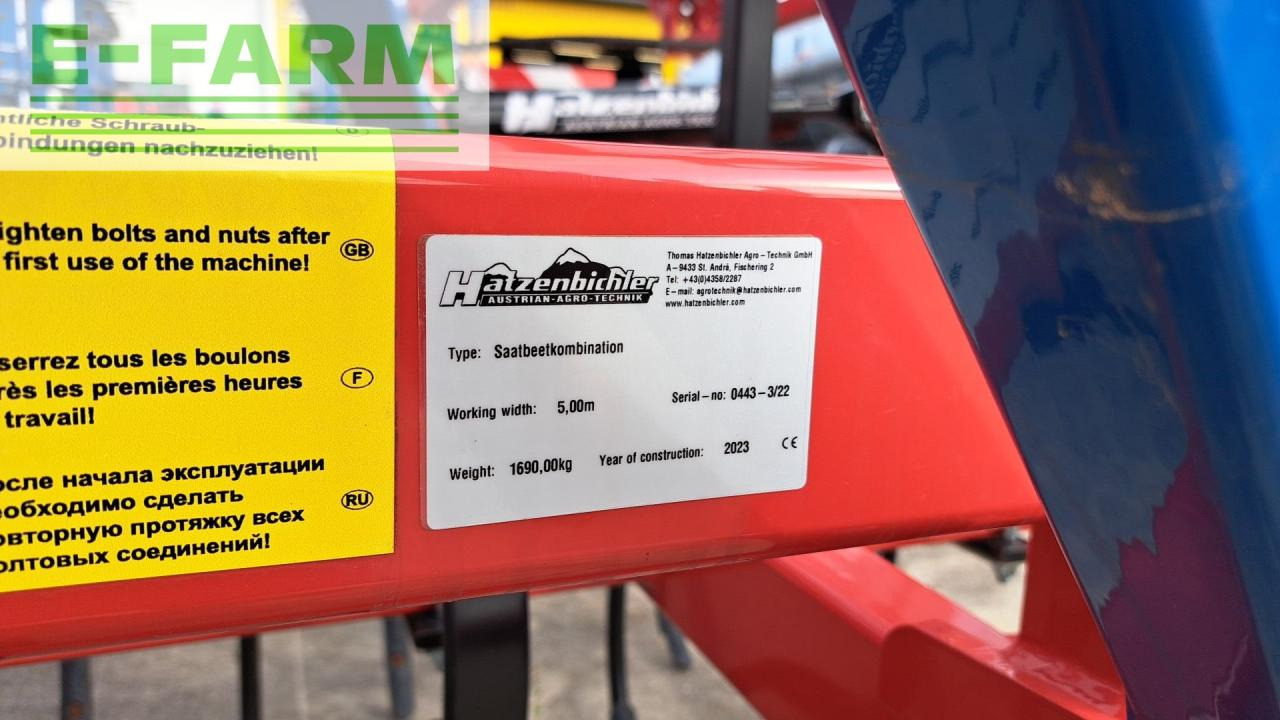 E-FARM
Hatzenbichler
ntliche Schraub-
bindungen nachzuziehen!
D
ighten bolts and nuts after
first use of the machine!
GB
serrez tous les boulons
rès les premières heures
travail!
F
осле начала эксплуатации
еобходимо сделать
овторную протяжку всех
олтовых соединений!
RU
Hatzenbichler
AUSTRIAN-AGRO-TECHNIK
Thomas Hatzenbichler Agro – Technik GmbH
A – 9433 St. Andrä, Fischering 2
Tel: +43(0)4358/2287
E – mail: agrotechnik@hatzenbichler.com
www.hatzenbichler.com
Type: Saatbeetkombination
Working width: 5,00m
Serial – no: 0443 – 3/22
Weight: 1690,00kg
Year of construction: 2023
CE